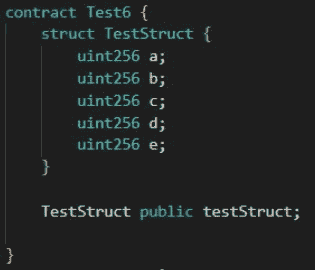 contract Test6 {
    struct TestStruct {
        uint256 a;
        uint256 b;
        uint256 c;
        uint256 d;
        uint256 e;
    }
    TestStruct public testStruct;
}